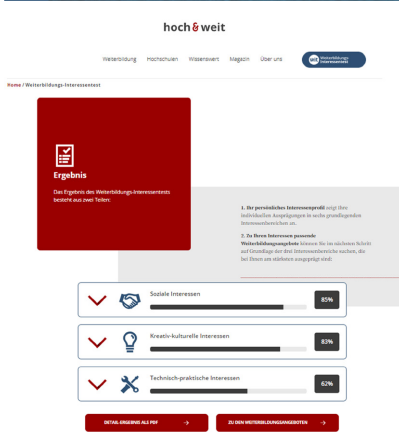 hoch & weit
Weiterbildung Hochschulen Wissenswert Magazin Über uns wit Weiterbildungs-
Interessentest
Home / Weiterbildungs-Interessentest
Ergebnis
Das Ergebnis des Weiterbildungs-Interessentests
besteht aus zwei Teilen:
1. Ihr persönliches Interessenprofil zeigt Ihre
individuellen Ausprägungen in sechs grundlegenden
Interessenbereichen an.
2. Zu Ihren Interessen passende
Weiterbildungsangebote können Sie im nächsten Schritt
auf Grundlage der drei Interessenbereiche suchen, die
bei Ihnen am stärksten ausgeprägt sind:
Soziale Interessen
85%
Kreativ-kulturelle Interessen
83%
Technisch-praktische Interessen
62%
DETAIL-ERGEBNIS ALS PDF →
ZU DEN WEITERBILDUNGSANGEBOTEN →